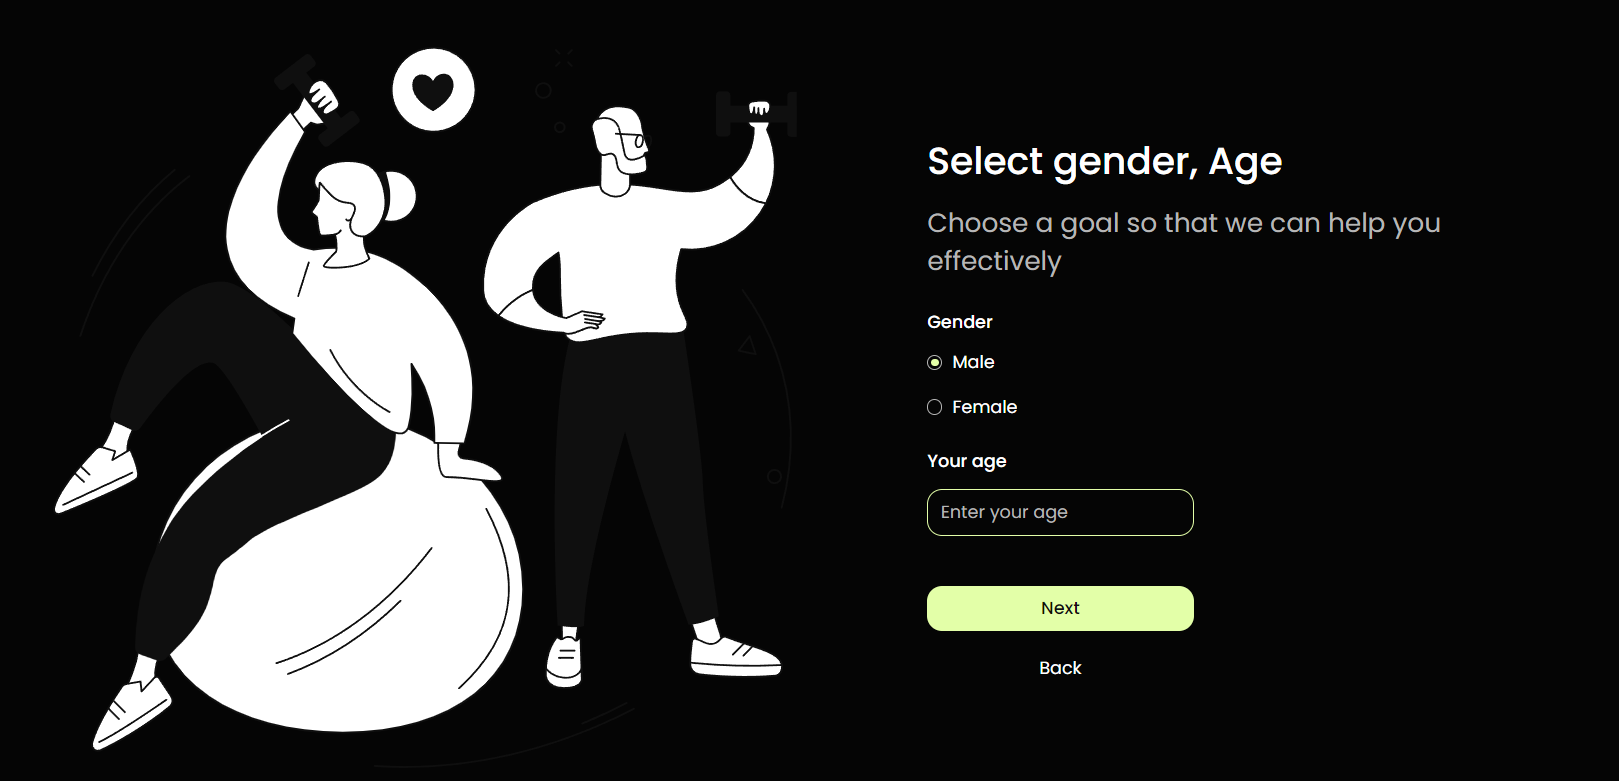 Select gender, Age
Choose a goal so that we can help you
effectively
Gender
Male
Female
Your age
Enter your age
Next
Back